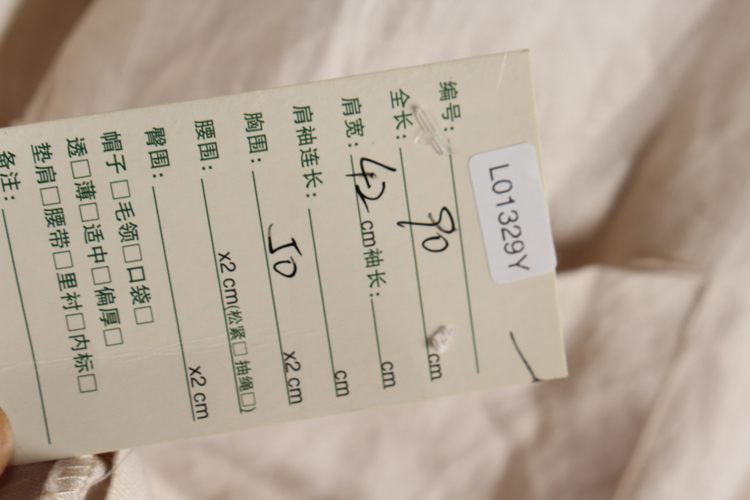 L01329Y
编号:
全长: 90 cm
肩宽: 42 cm 袖长: cm
肩袖连长: cm
胸围: 50 x2 cm
腰围: x2 cm(松紧□ 抽绳□)
臀围: x2 cm
帽子□ 毛领□ 口袋□
透□ 薄□ 适中□ 偏厚□
垫肩□ 腰带□ 里衬□ 内标□
备注: